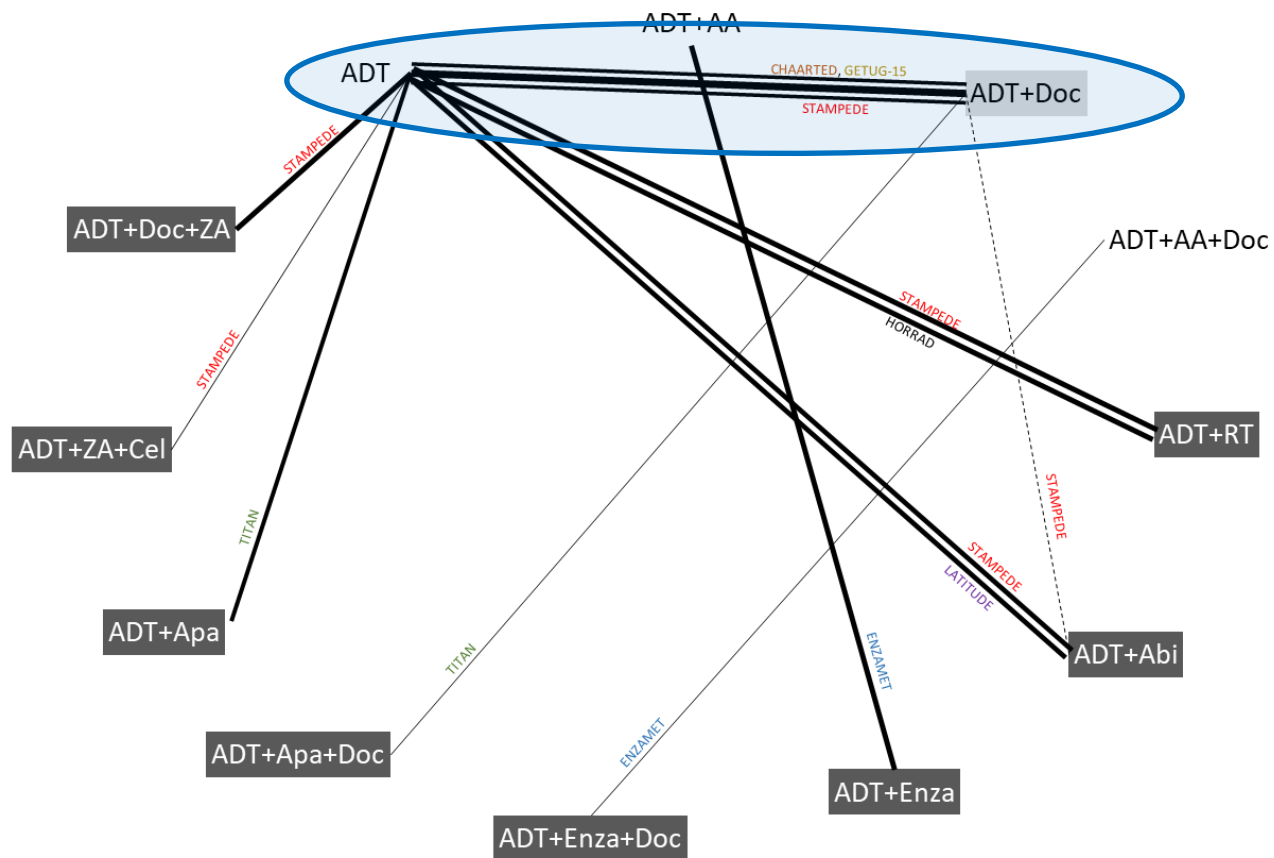 ADT+AA
ADT
CHAARTED, GETUG-15
ADT+Doc
STAMPEDE
STAMPEDE
ADT+Doc+ZA
ADT+AA+Doc
STAMPEDE
HORRAD
STAMPEDE
ADT+RT
ADT+ZA+Cel
STAMPEDE
TITAN
STAMPEDE
LATITUDE
ADT+Apa
ADT+Abi
TITAN
ENZAMET
ENZAMET
ADT+Apa+Doc
ADT+Enza
ADT+Enza+Doc